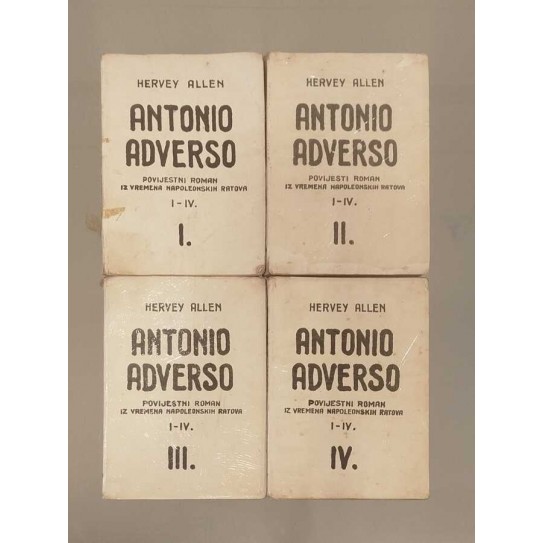 HERVEY ALLEN
ANTONIO
ADVERSO
POVIJESTNI ROMAN
IZ VREMENA NAPOLEONSKIH RATOVA
I-IV.
I.
HERVEY ALLEN
ANTONIO
ADVERSO
POVIJESTI ROMAN
IZ VREMENA NAPOLEONSKIH RATOVA
I-IV.
II.
HERVEY ALLEN
ANTONIO
ADVERSO
POVIJESTNI ROMAN
IZ VREMENA NAPOLEONSKIH RATOVA
I-IV.
III.
HERVEY ALLEN
ANTONIO
ADVERSO
POVIJESTNI ROMAN
IZ VREMENA NAPOLEONSKIH RATOVA
I-IV.
IV.